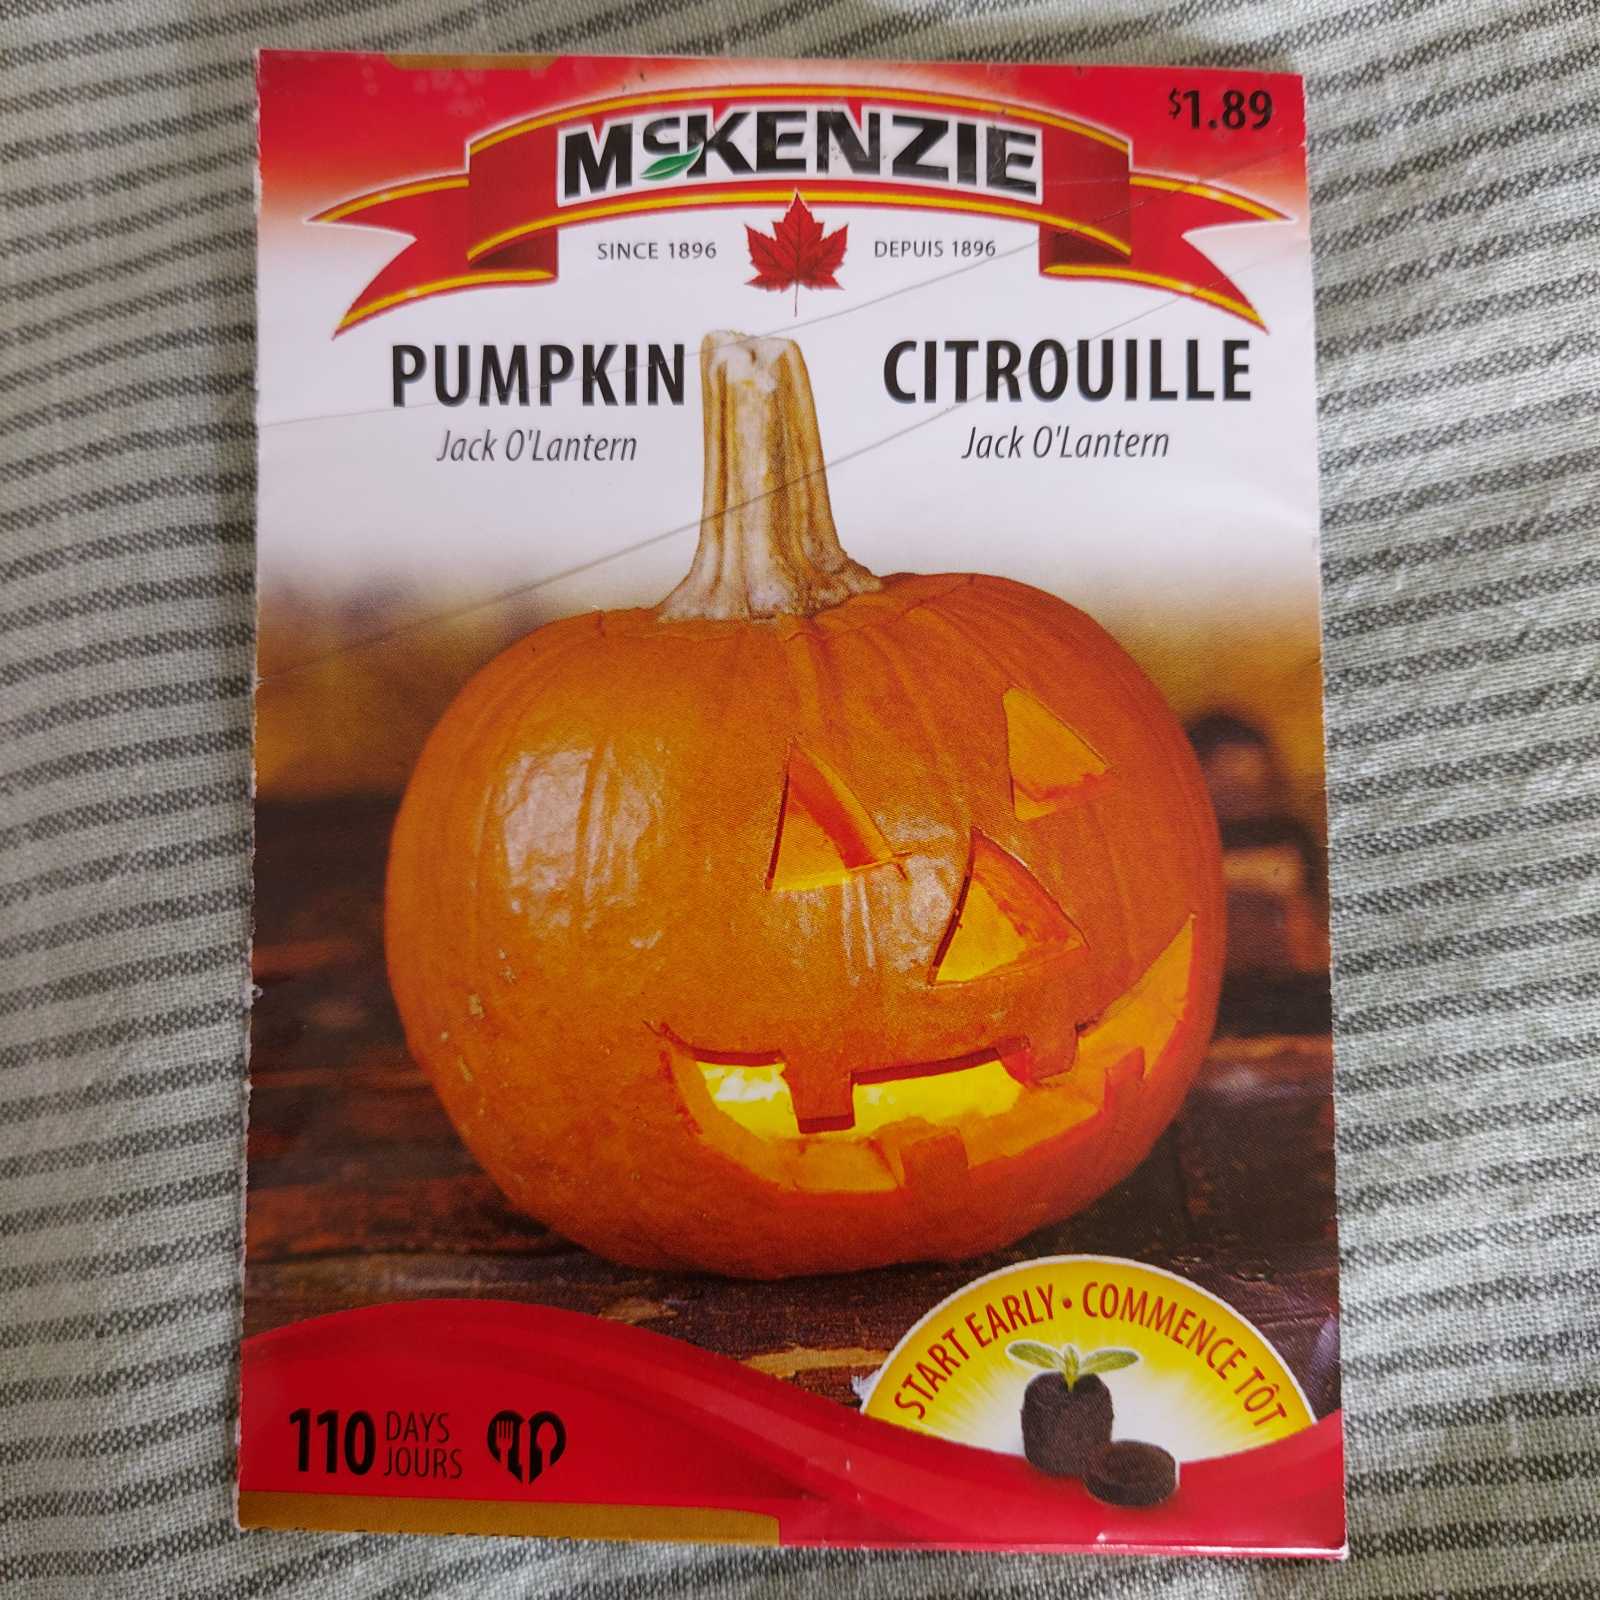 $1.89
McKENZIE
SINCE 1896 DEPUIS 1896
PUMPKIN CITROUILLE
Jack O'Lantern Jack O'Lantern
START EARLY • COMMENCE TÔT
110 DAYS
JOURS